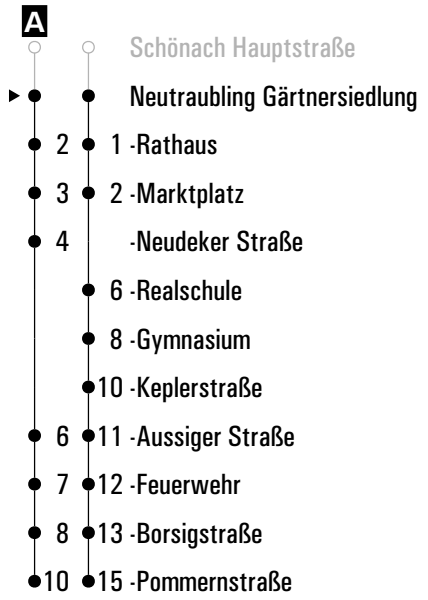 A
Schönach Hauptstraße
Neutraubling Gärtnersiedlung
2 1 -Rathaus
3 2 -Marktplatz
4 -Neudeker Straße
6 -Realschule
8 -Gymnasium
10 -Keplerstraße
6 11 -Aussiger Straße
7 12 -Feuerwehr
8 13 -Borsigstraße
10 15 -Pommernstraße